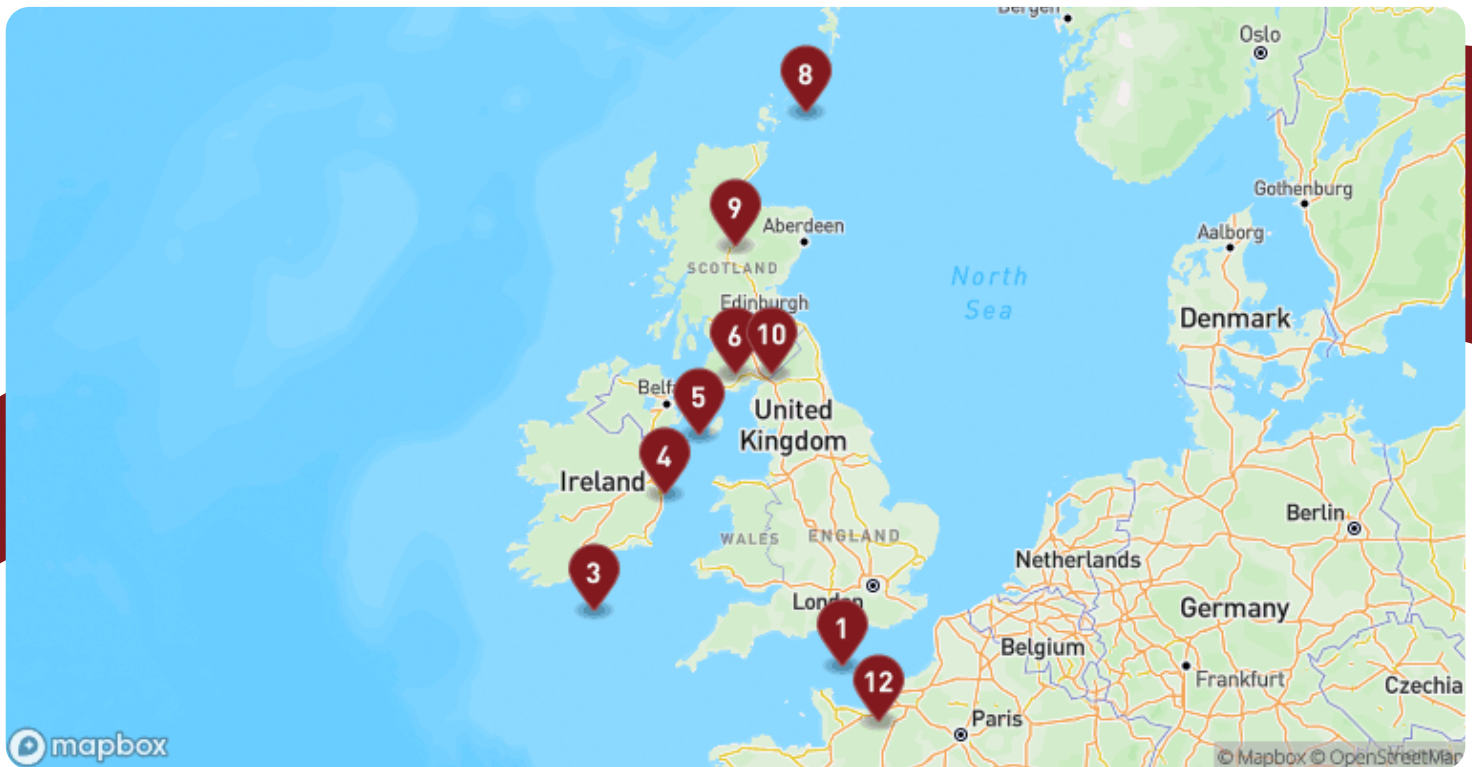 Bergen
Oslo
8
Gothenburg
9
Aberdeen
Aalborg
SCOTLAND
North
Sea
Edinburgh
Denmark
6
10
Belf
5
United
Kingdom
4
Ireland
Berlin
WALES
ENGLAND
Netherlands
3
London
Germany
1
Belgium
Frankfurt
12
Czechia
Paris
mapbox
© Mapbox © OpenStreetMap